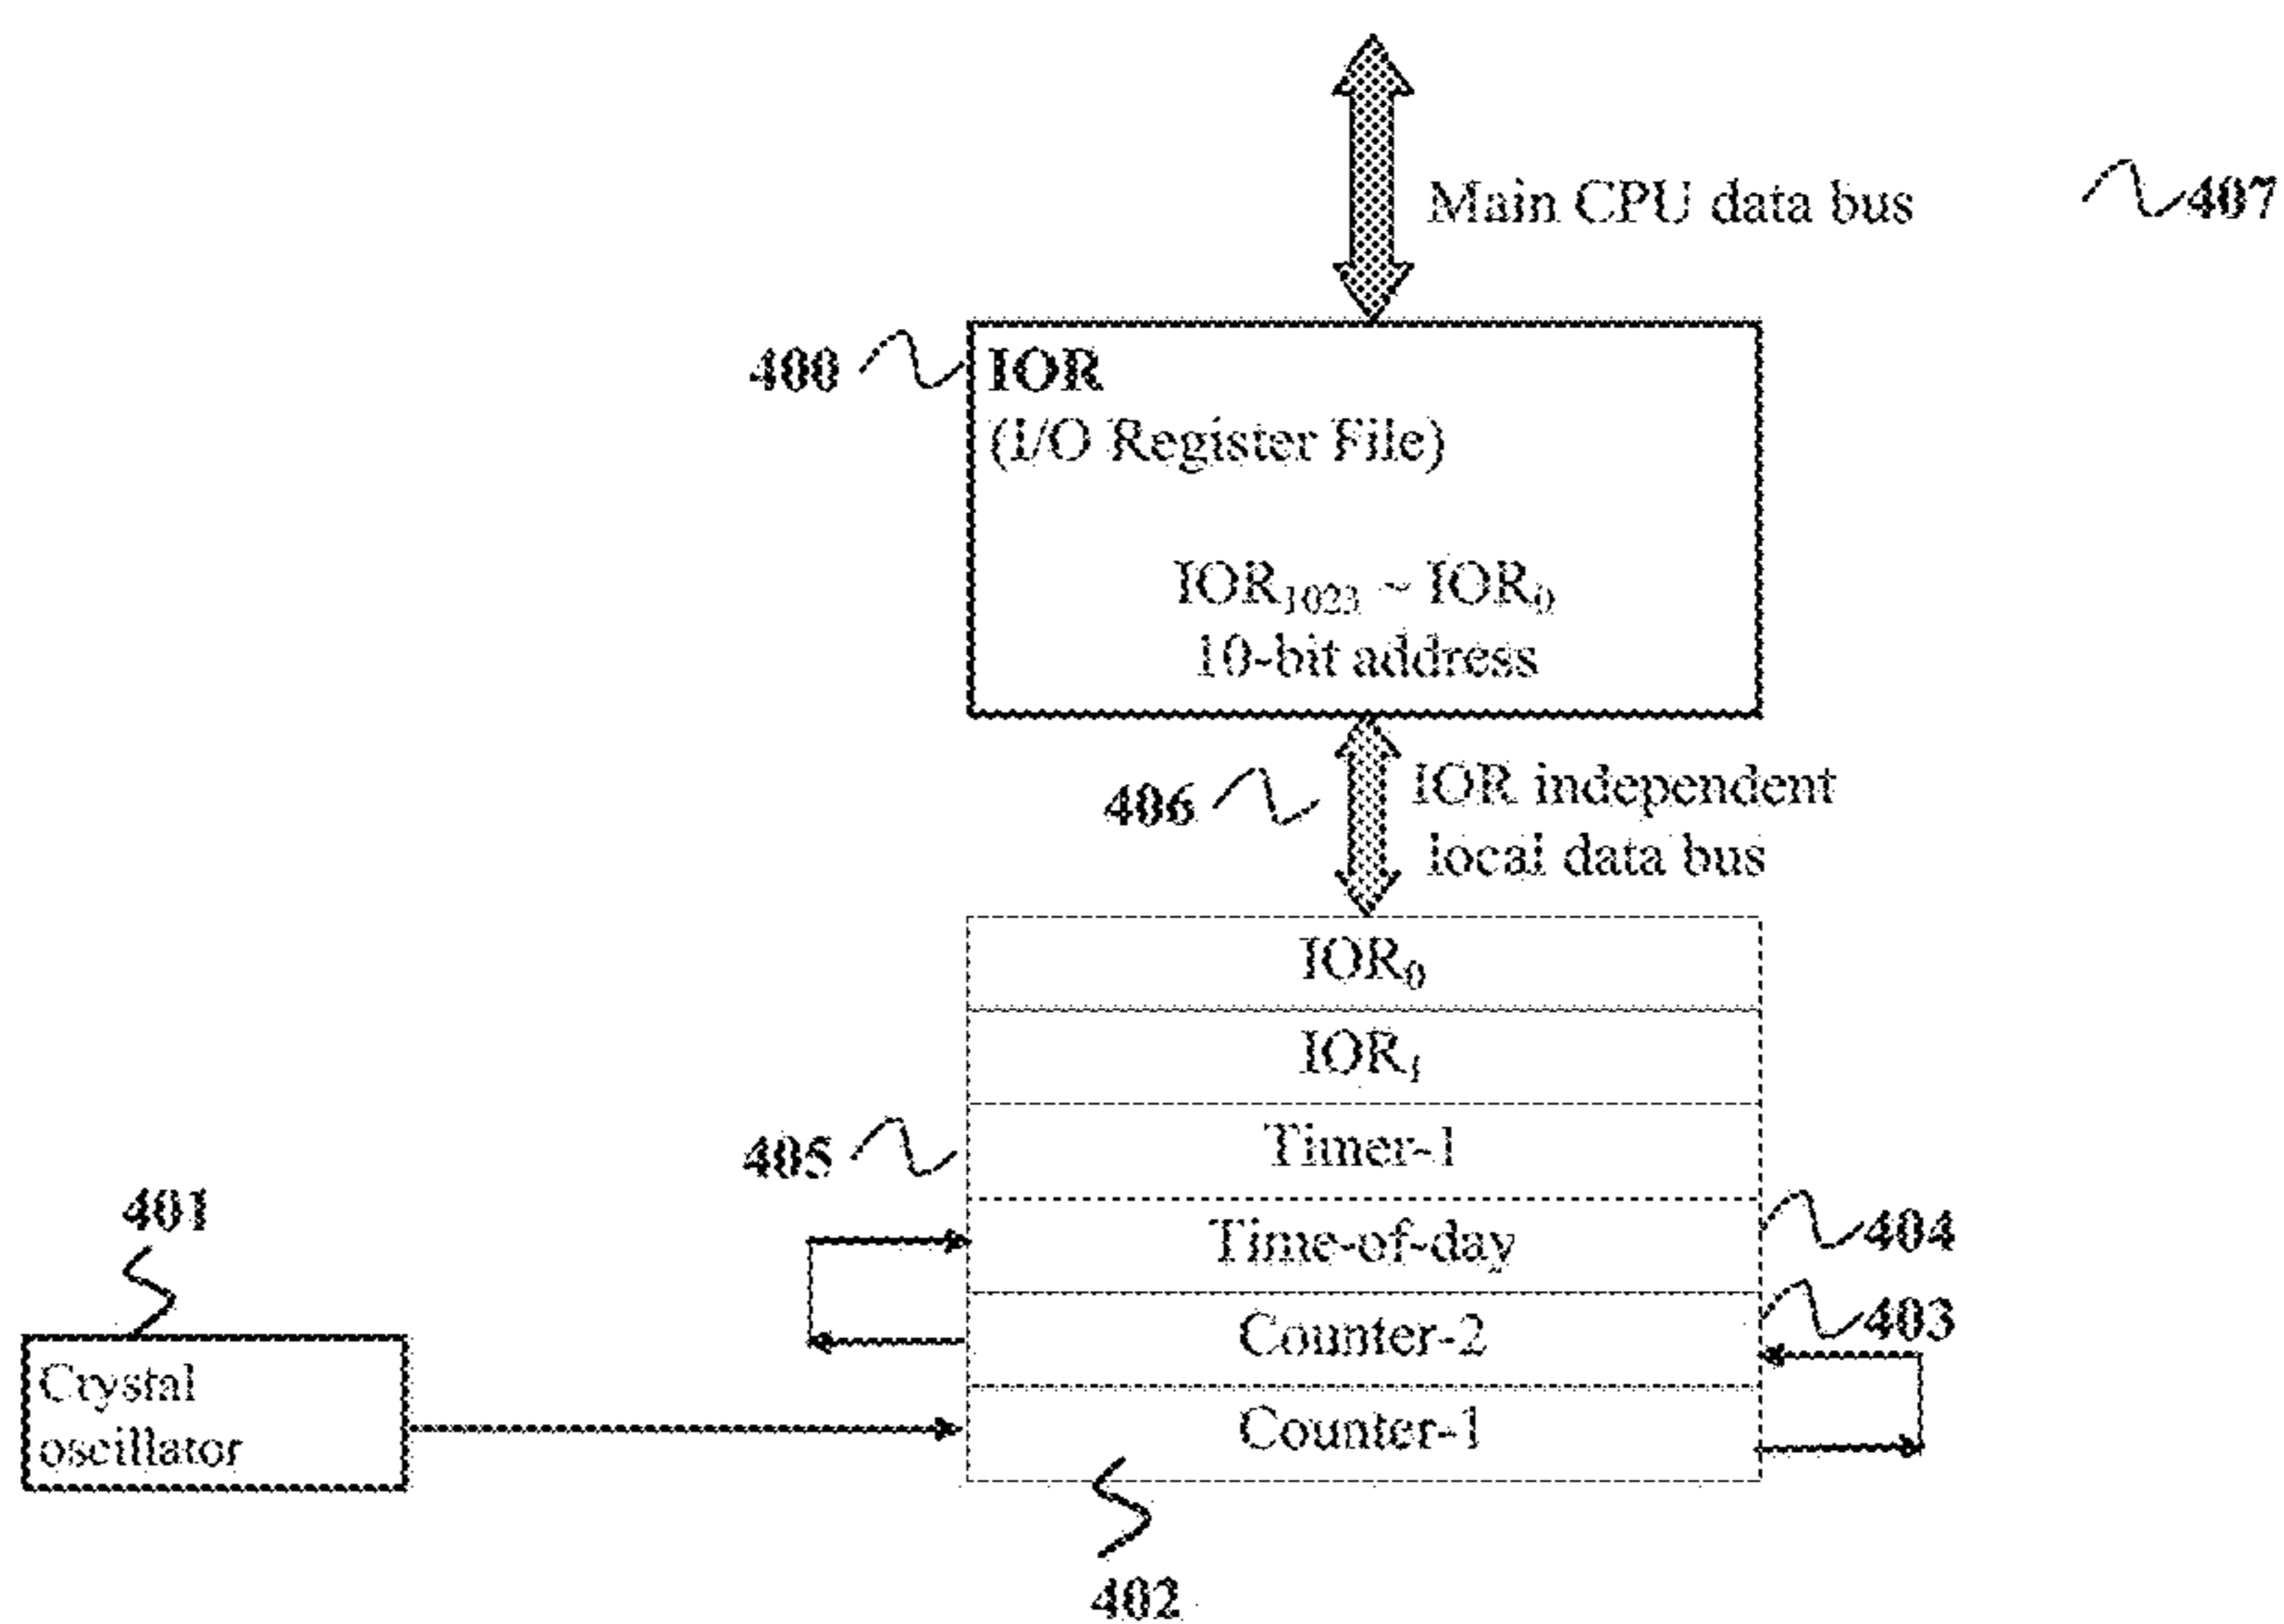 Main CPU data bus
407
400
IOR
(I/O Register File)
IOR₁₀₂₃ ~ IOR₀
10-bit address
406
IOR independent
local data bus
IOR₀
IOR₁
405
Timer-1
401
Time-of-day
404
Counter-2
403
Crystal
oscillator
Counter-1
402